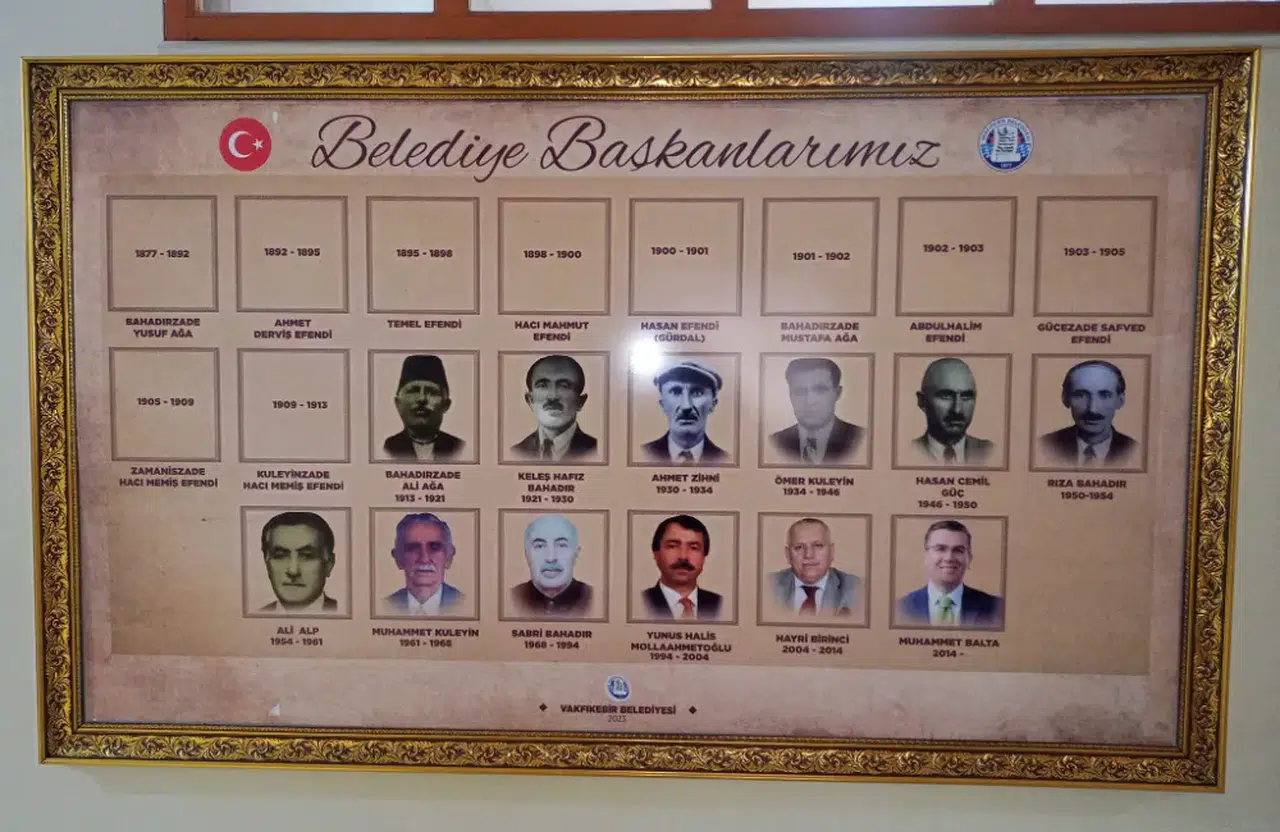 Belediye Başkanlarımız
1877 - 1892
1892 - 1895
1895 - 1898
1898 - 1900
1900 - 1901
1901 - 1902
1902 - 1903
1903 - 1905
BAHADIRZADE
YUSUF AĞA
AHMET
DERVİŞ EFENDİ
TEMEL EFENDİ
HACI MAHMUT
EFENDİ
HASAN EFENDİ
(GÜRDAL)
BAHADIRZADE
MUSTAFA AĞA
ABDULHALİM
EFENDİ
GÜCEZADE SAFVED
EFENDİ
1905 - 1909
1909 - 1913
ZAMANİSZADE
HACI MEMİŞ EFENDİ
KULEYİNZADE
HACI MEMİŞ EFENDİ
BAHADIRZADE
ALİ AĞA
1913 - 1921
KELEŞ HAFIZ
BAHADIR
1921 - 1930
AHMET ZİHNİ
1930 - 1934
ÖMER KULEYİN
1934 - 1946
HASAN CEMİL
GÜÇ
1946 - 1950
RIZA BAHADIR
1950-1954
ALİ ALP
1954 - 1961
MUHAMMET KULEYİN
1961 - 1968
SABRİ BAHADIR
1968 - 1994
YUNUS HALİS
MOLLAAHMETOĞLU
1994 - 2004
HAYRİ BİRİNCİ
2004 - 2014
MUHAMMET BALTA
2014 -
VAKFIKEBİR BELEDİYESİ
2023